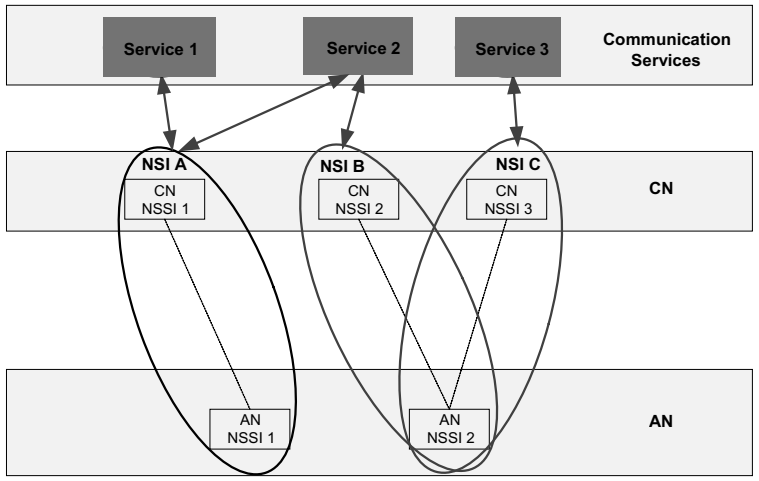 Service 1
Service 2
Service 3
Communication
Services
NSI A
NSI B
NSI C
CN
NSSI 1
CN
NSSI 2
CN
NSSI 3
CN
AN
NSSI 1
AN
NSSI 2
AN